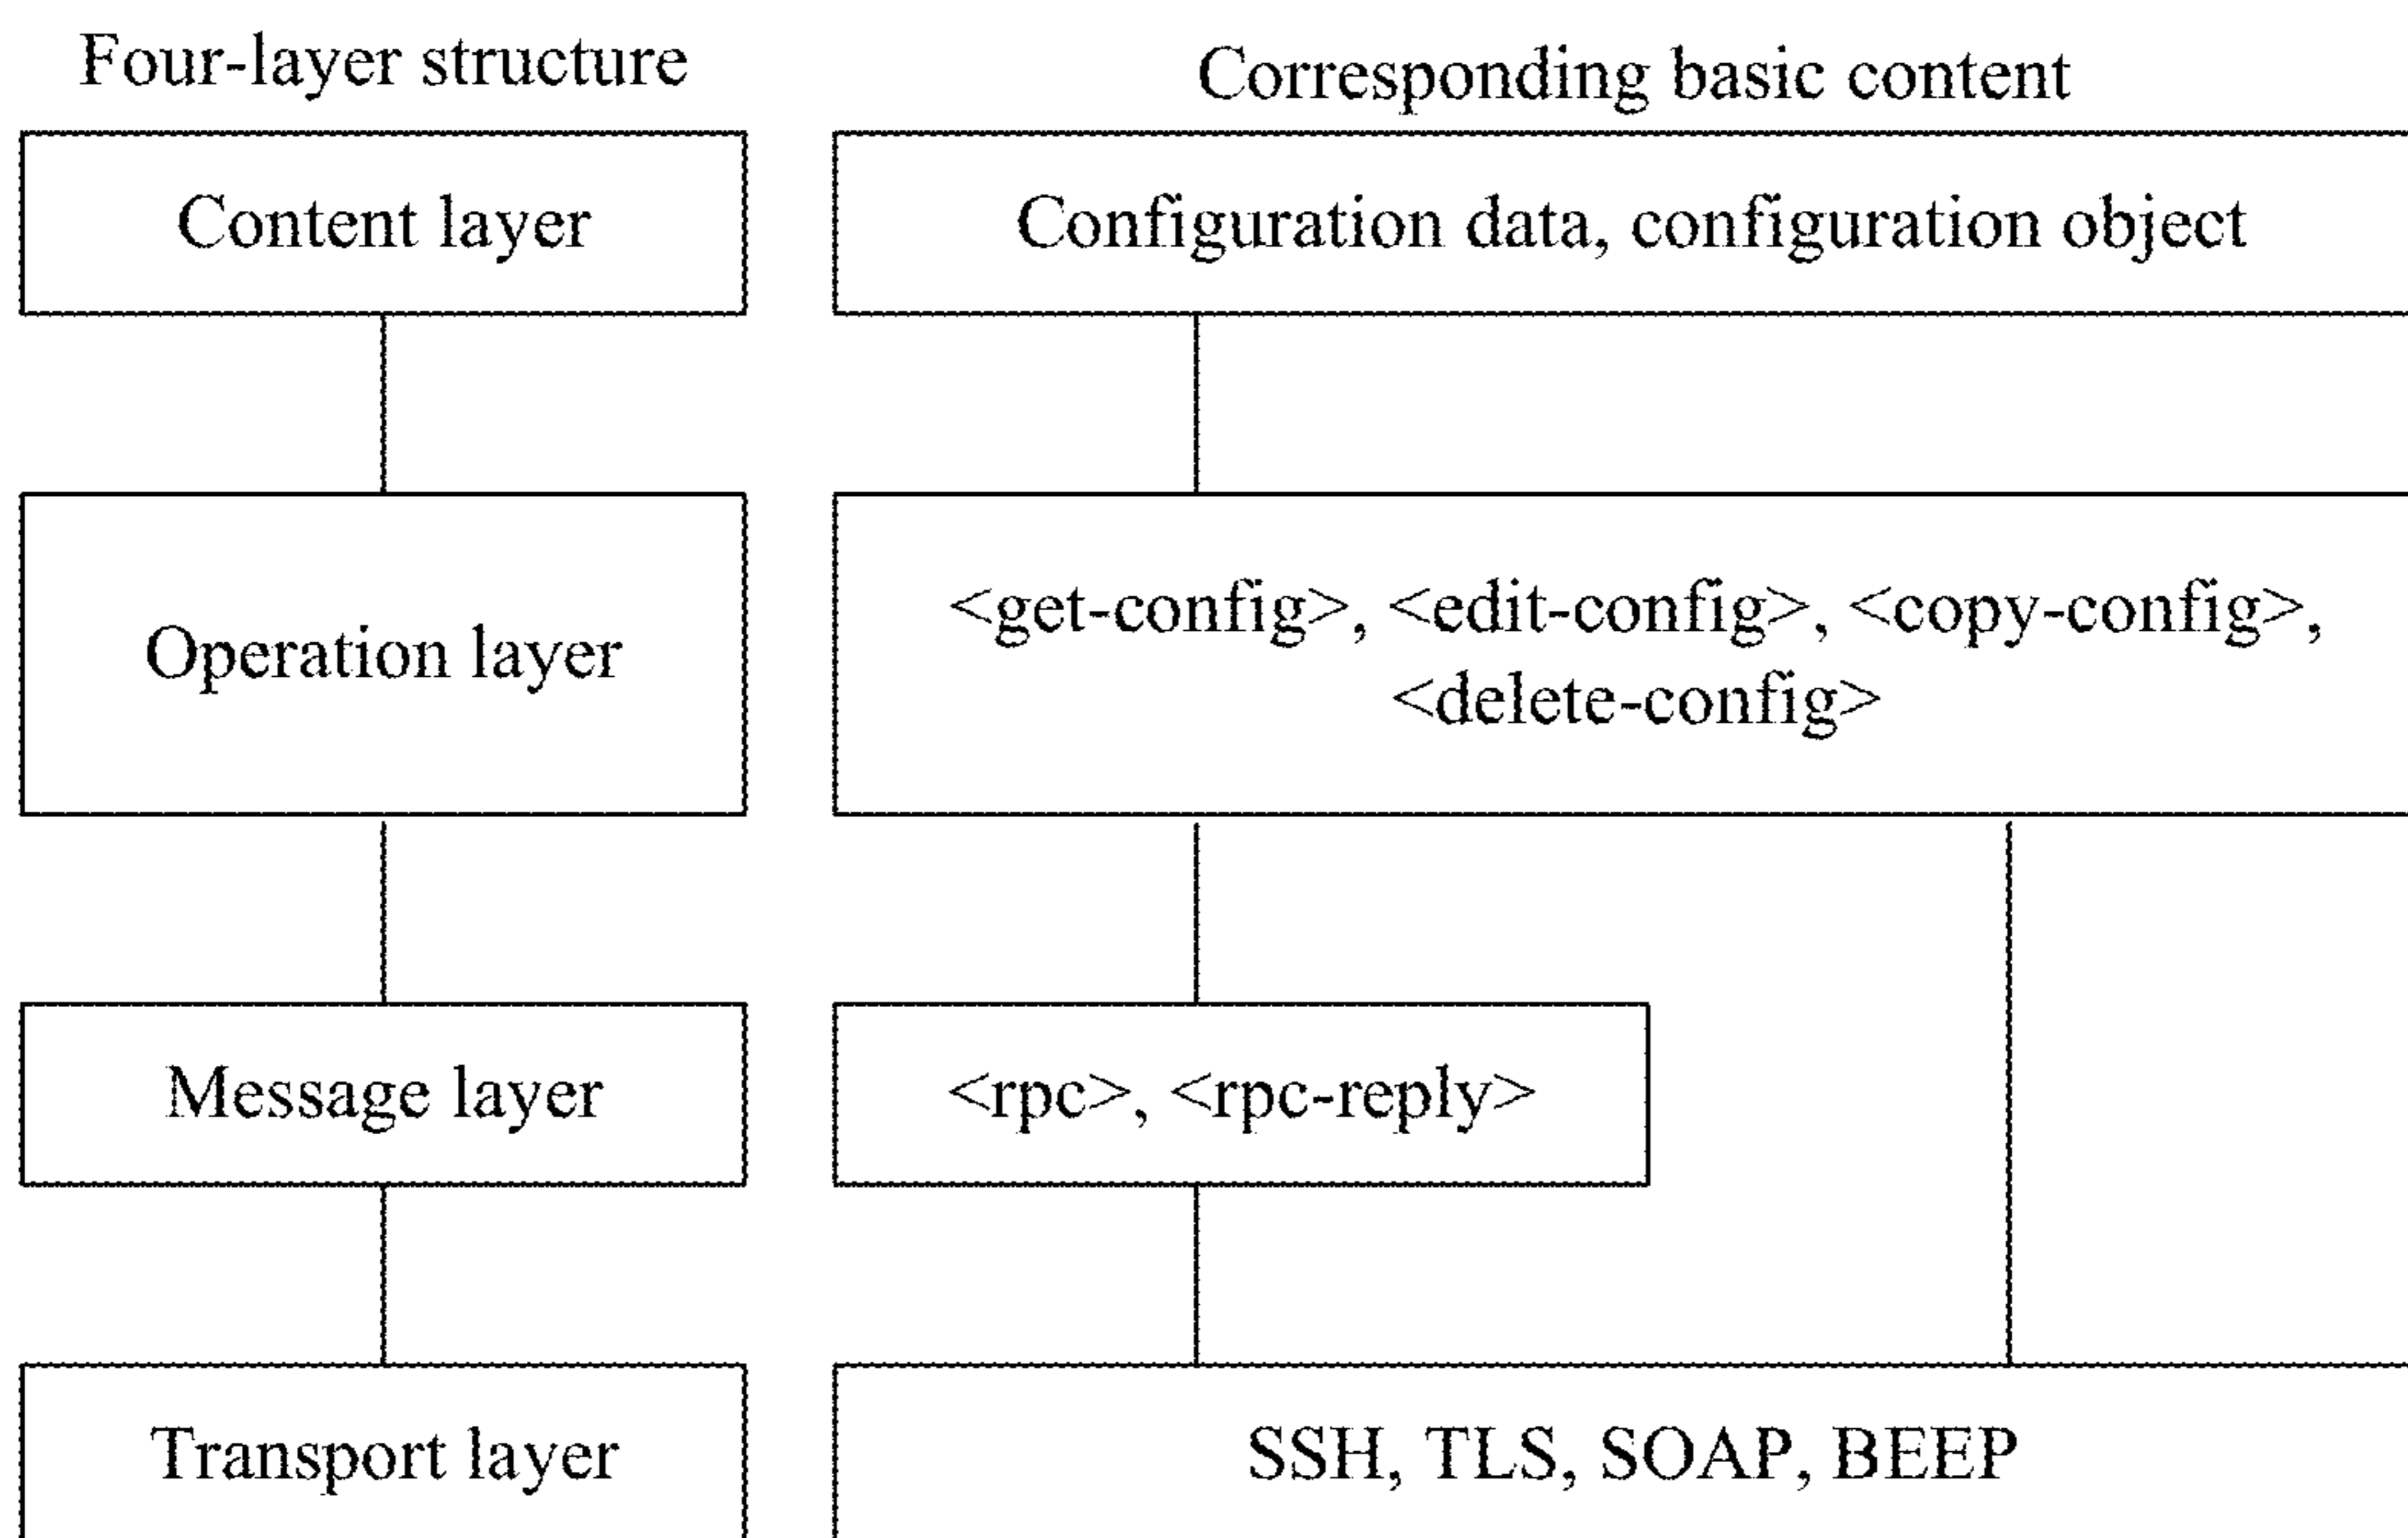 Four-layer structure
Corresponding basic content
Content layer
Configuration data, configuration object
Operation layer
<get-config>, <edit-config>, <copy-config>,
<delete-config>
Message layer
<rpc>, <rpc-reply>
Transport layer
SSH, TLS, SOAP, BEEP